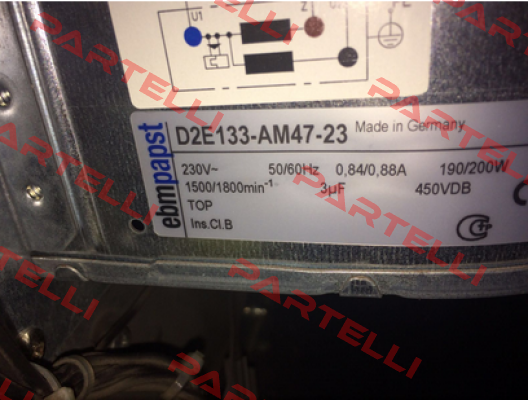 U1
Z
ebmpapst
D2E133-AM47-23 Made in Germany
230V~ 50/60Hz 0,84/0,88A 190/200W
1500/1800min⁻¹ 3µF 450VDB
TOP
Ins.Cl.B
PARTELLI
PARTELLI
PARTELLI
PARTELLI
PARTELLI